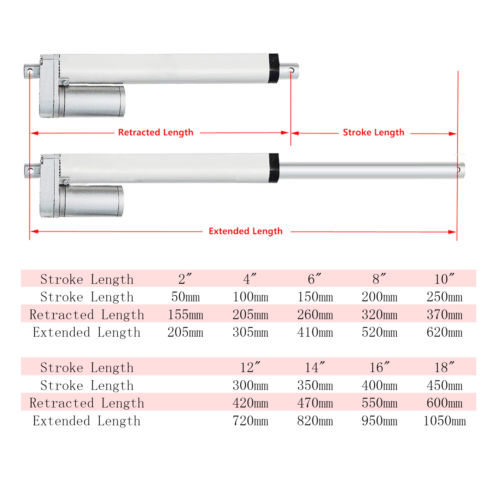 Retracted Length Stroke Length
Extended Length
Stroke Length 2″ 4″ 6″ 8″ 10″
Stroke Length 50mm 100mm 150mm 200mm 250mm
Retracted Length 155mm 205mm 260mm 320mm 370mm
Extended Length 205mm 305mm 410mm 520mm 620mm
Stroke Length 12″ 14″ 16″ 18″
Stroke Length 300mm 350mm 400mm 450mm
Retracted Length 420mm 470mm 550mm 600mm
Extended Length 720mm 820mm 950mm 1050mm